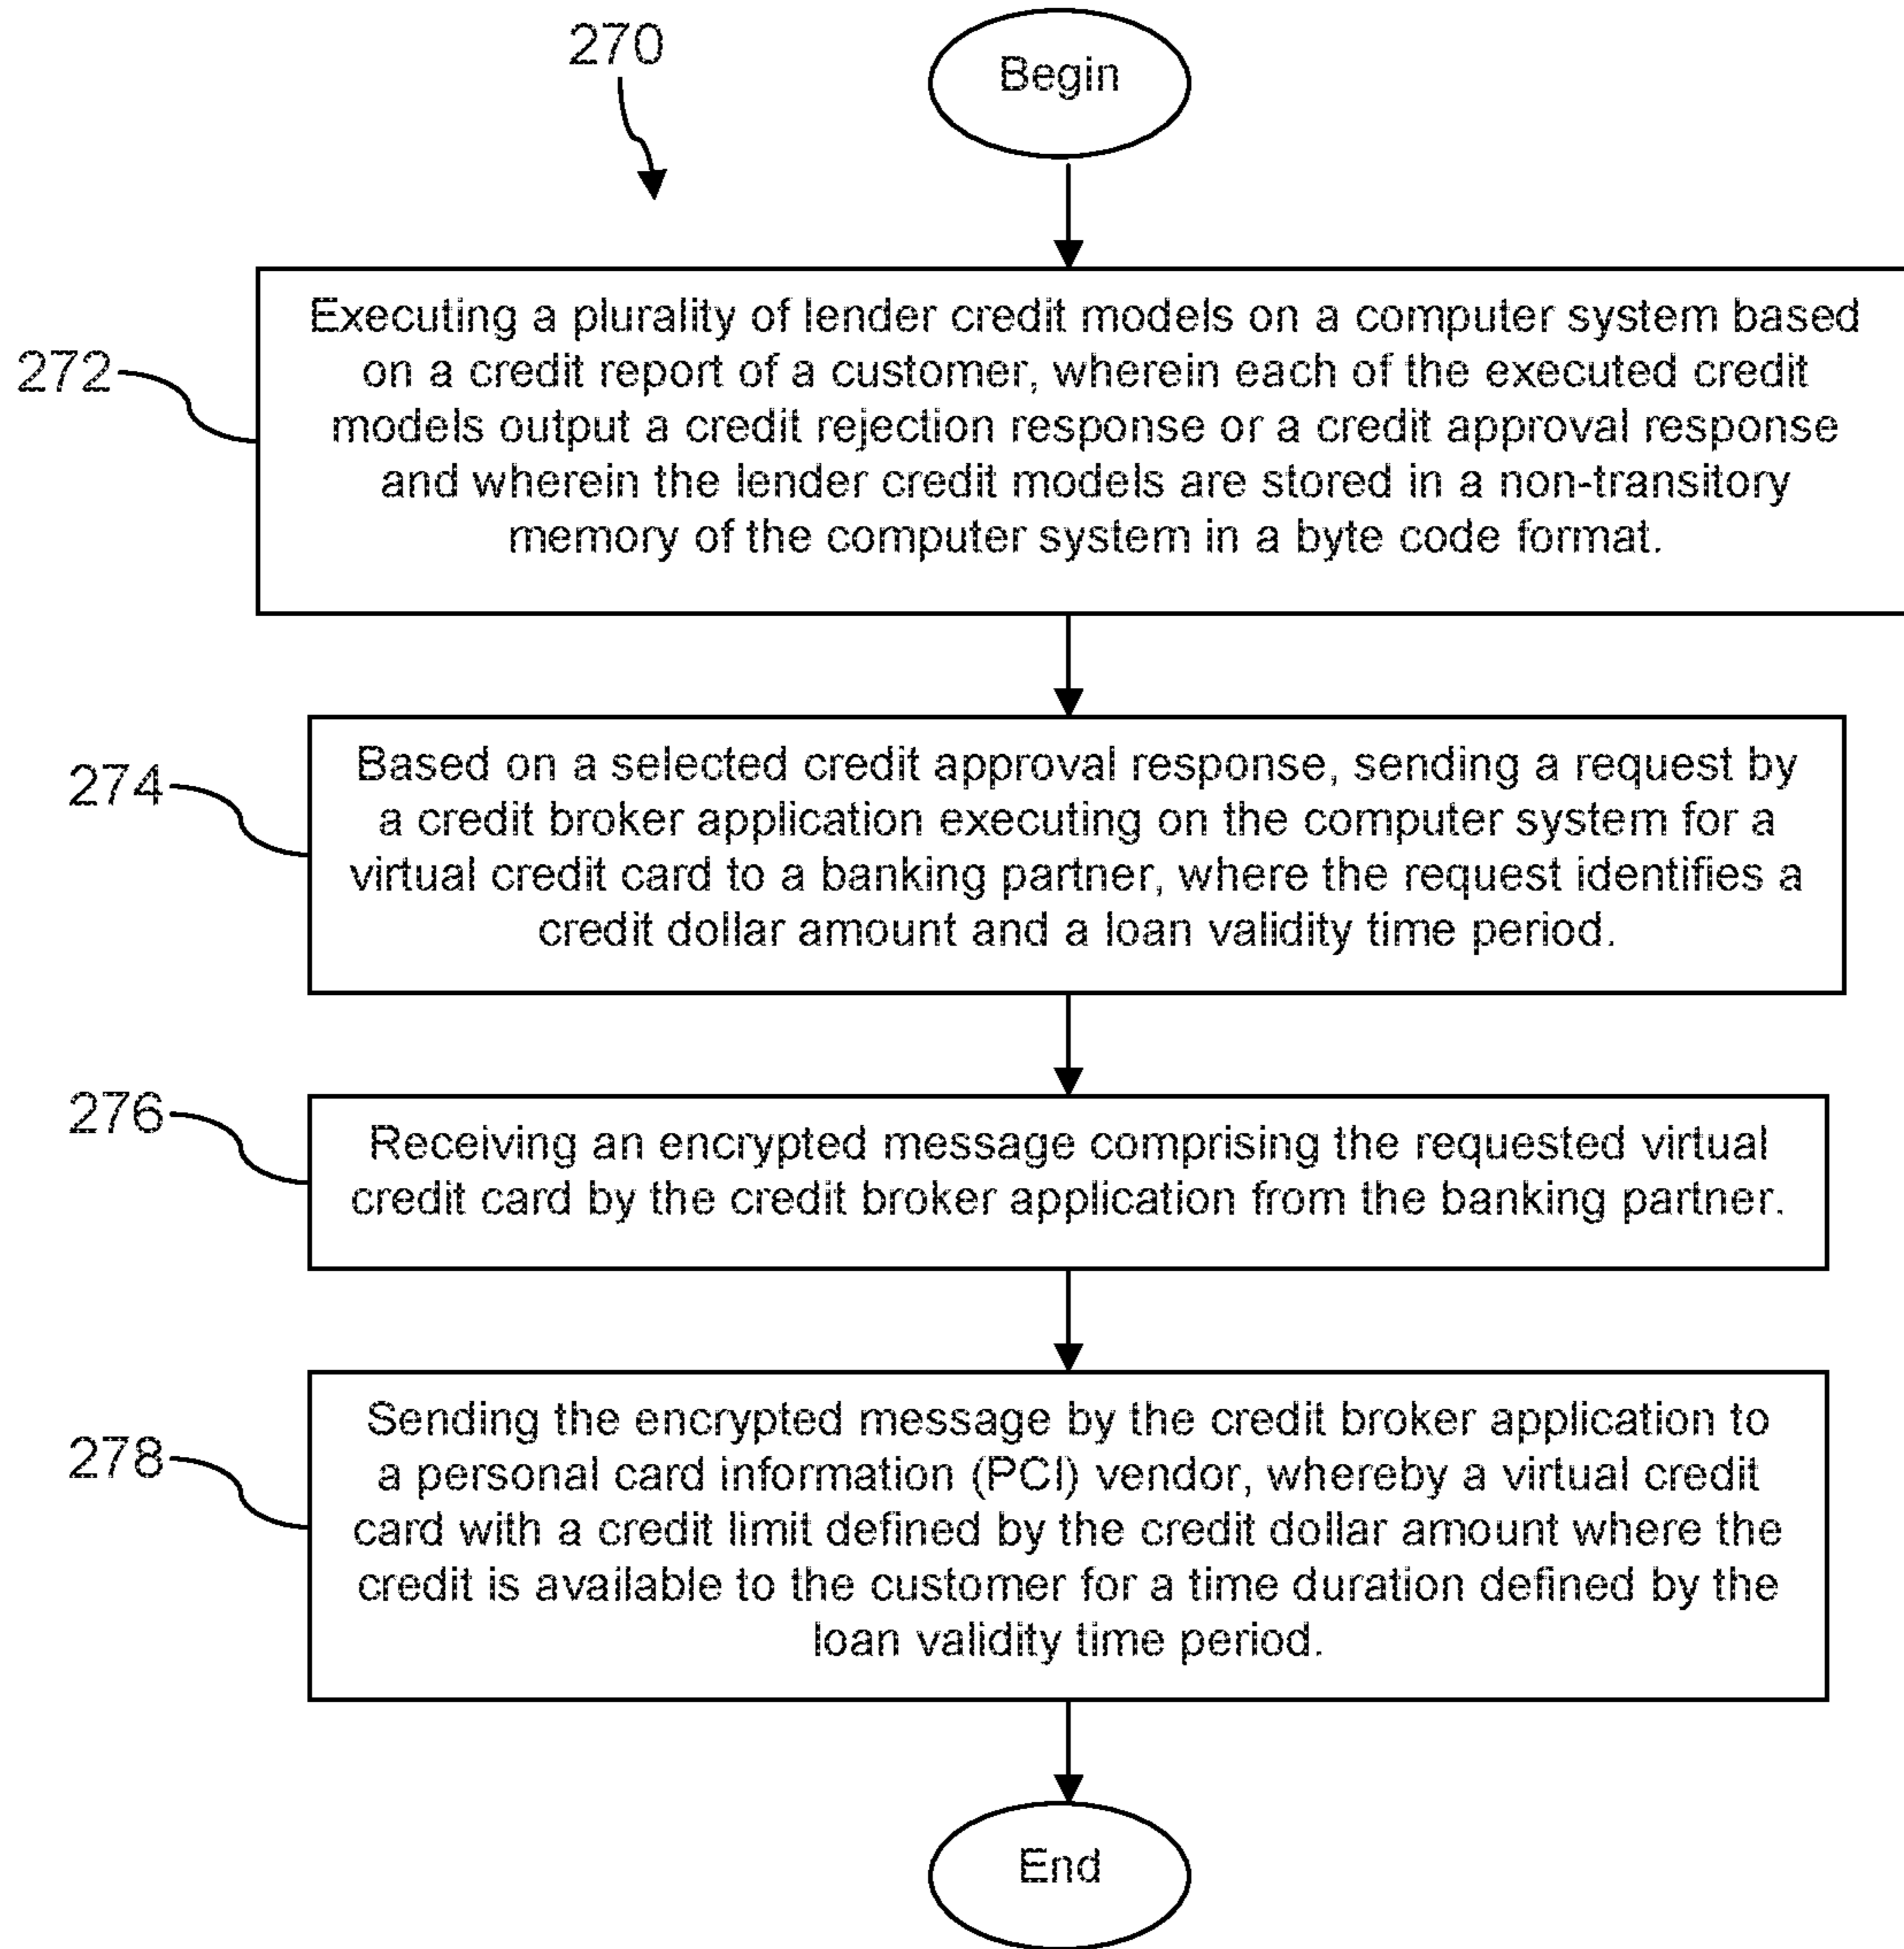 270
Begin
272
Executing a plurality of lender credit models on a computer system based
on a credit report of a customer, wherein each of the executed credit
models output a credit rejection response or a credit approval response
and wherein the lender credit models are stored in a non-transitory
memory of the computer system in a byte code format.
274
Based on a selected credit approval response, sending a request by
a credit broker application executing on the computer system for a
virtual credit card to a banking partner, where the request identifies a
credit dollar amount and a loan validity time period.
276
Receiving an encrypted message comprising the requested virtual
credit card by the credit broker application from the banking partner.
278
Sending the encrypted message by the credit broker application to
a personal card information (PCI) vendor, whereby a virtual credit
card with a credit limit defined by the credit dollar amount where the
credit is available to the customer for a time duration defined by the
loan validity time period.
End